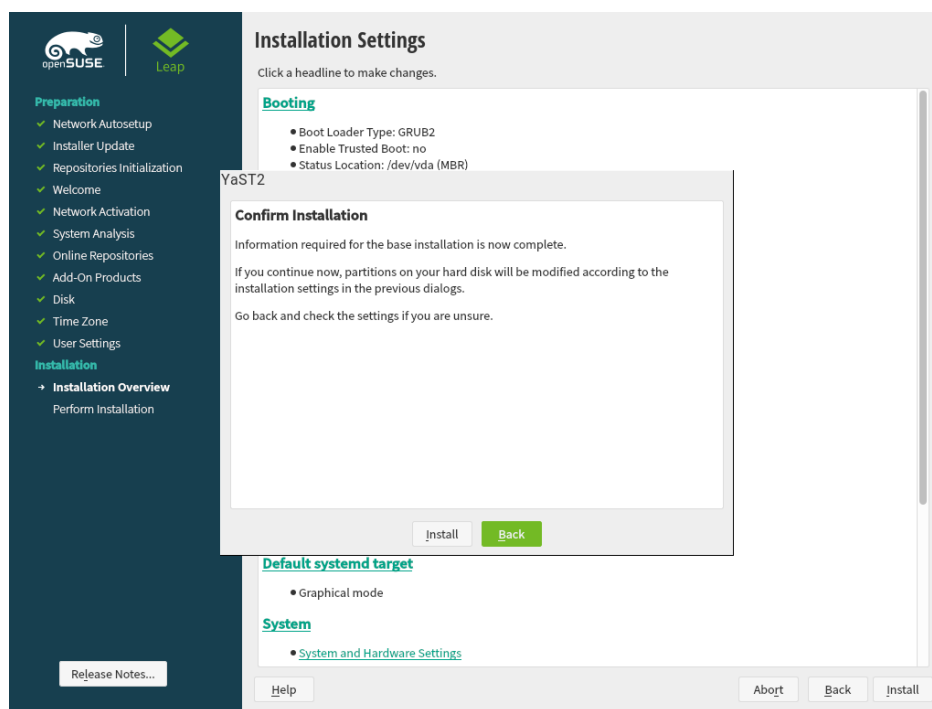 openSUSE.
Leap
Preparation
Network Autosetup
Installer Update
Repositories Initialization
Welcome
Network Activation
System Analysis
Online Repositories
Add-On Products
Disk
Time Zone
User Settings
Installation
Installation Overview
Perform Installation
Release Notes...
Installation Settings
Click a headline to make changes.
Booting
Boot Loader Type: GRUB2
Enable Trusted Boot: no
Status Location: /dev/vda (MBR)
YaST2
Confirm Installation
Information required for the base installation is now complete.
If you continue now, partitions on your hard disk will be modified according to the
installation settings in the previous dialogs.
Go back and check the settings if you are unsure.
Install Back
Default systemd target
Graphical mode
System
System and Hardware Settings
Help Abort Back Install